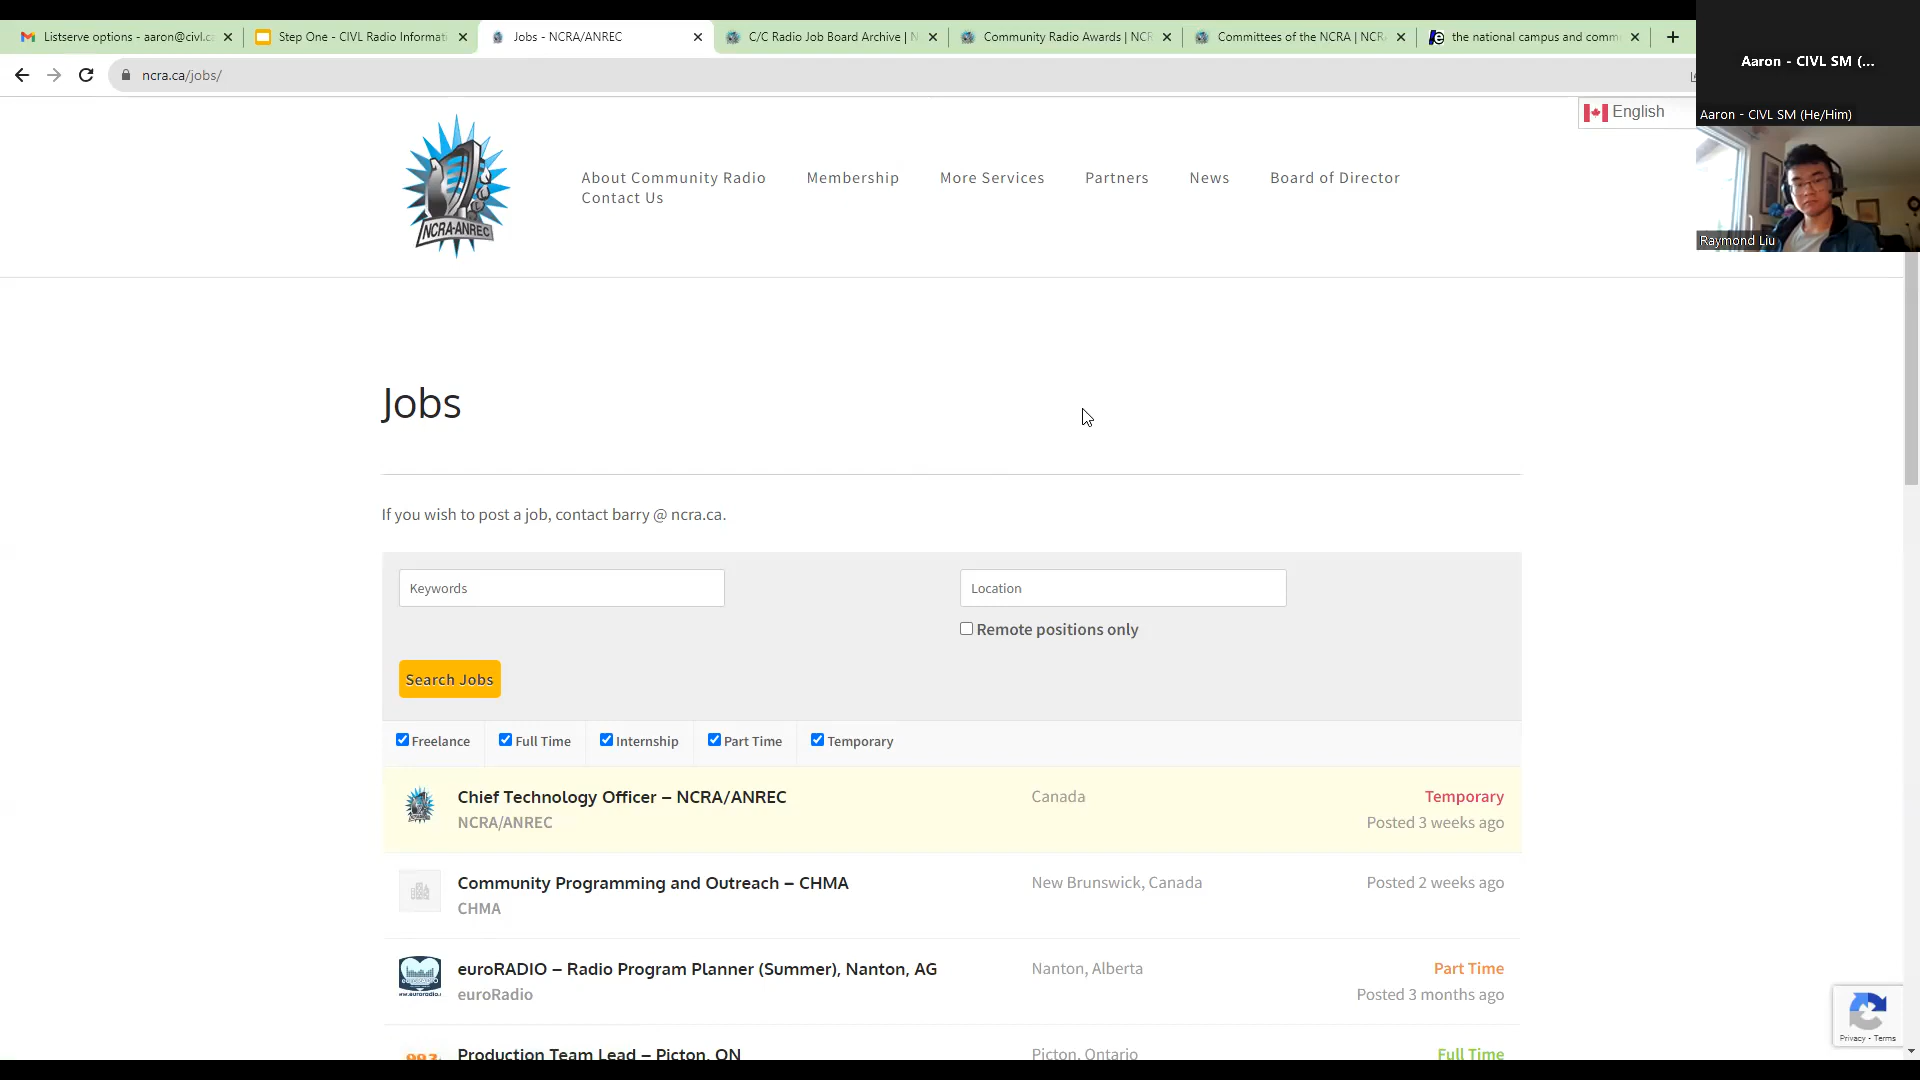 Listserve options - aaron@civl.c
Step One - CIVL Radio Informat
Jobs - NCRA/ANREC
C/C Radio Job Board Archive | N
Community Radio Awards | NCR
Committees of the NCRA | NCR
the national campus and comm
ncra.ca/jobs/
Aaron - CIVL SM (...
Aaron - CIVL SM (He/Him)
Raymond Liu
English
NCRA-ANREC
About Community Radio
Membership
More Services
Partners
News
Board of Director
Contact Us
Jobs
If you wish to post a job, contact barry @ ncra.ca.
Keywords
Location
Remote positions only
Search Jobs
Freelance
Full Time
Internship
Part Time
Temporary
Chief Technology Officer – NCRA/ANREC
Canada
Temporary
NCRA/ANREC
Posted 3 weeks ago
Community Programming and Outreach – CHMA
New Brunswick, Canada
Posted 2 weeks ago
CHMA
euroRADIO – Radio Program Planner (Summer), Nanton, AG
Nanton, Alberta
Part Time
euroRadio
Posted 3 months ago
Production Team Lead – Picton, ON
Picton, Ontario
Full Time
Privacy - Terms